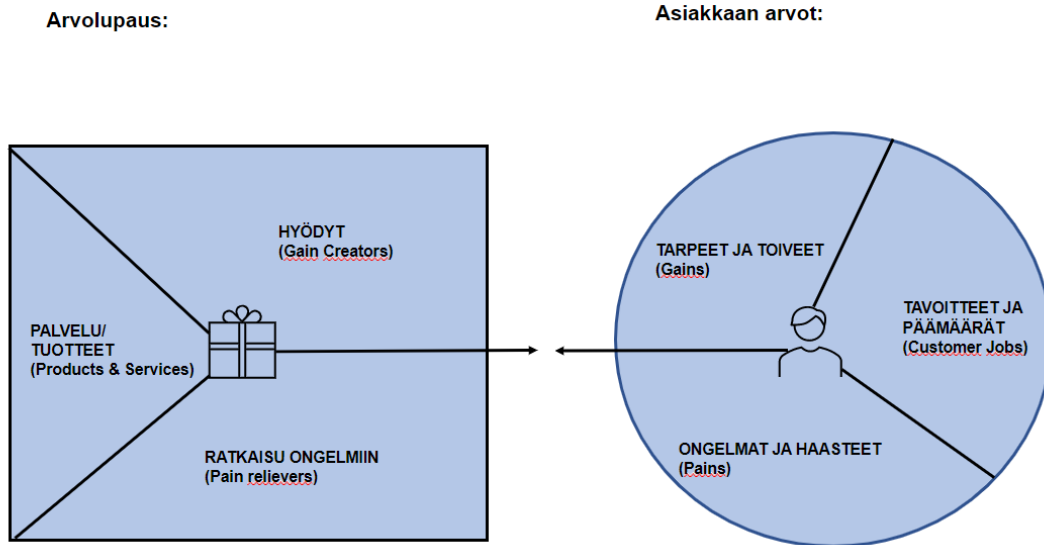 Arvolupaus:
Asiakkaan arvot:
HYÖDYT
(Gain Creators)
PALVELU/
TUOTTEET
(Products & Services)
RATKAISU ONGELMIIN
(Pain relievers)
TARPEET JA TOIVEET
(Gains)
TAVOITTEET JA
PÄÄMÄÄRÄT
(Customer Jobs)
ONGELMAT JA HAASTEET
(Pains)